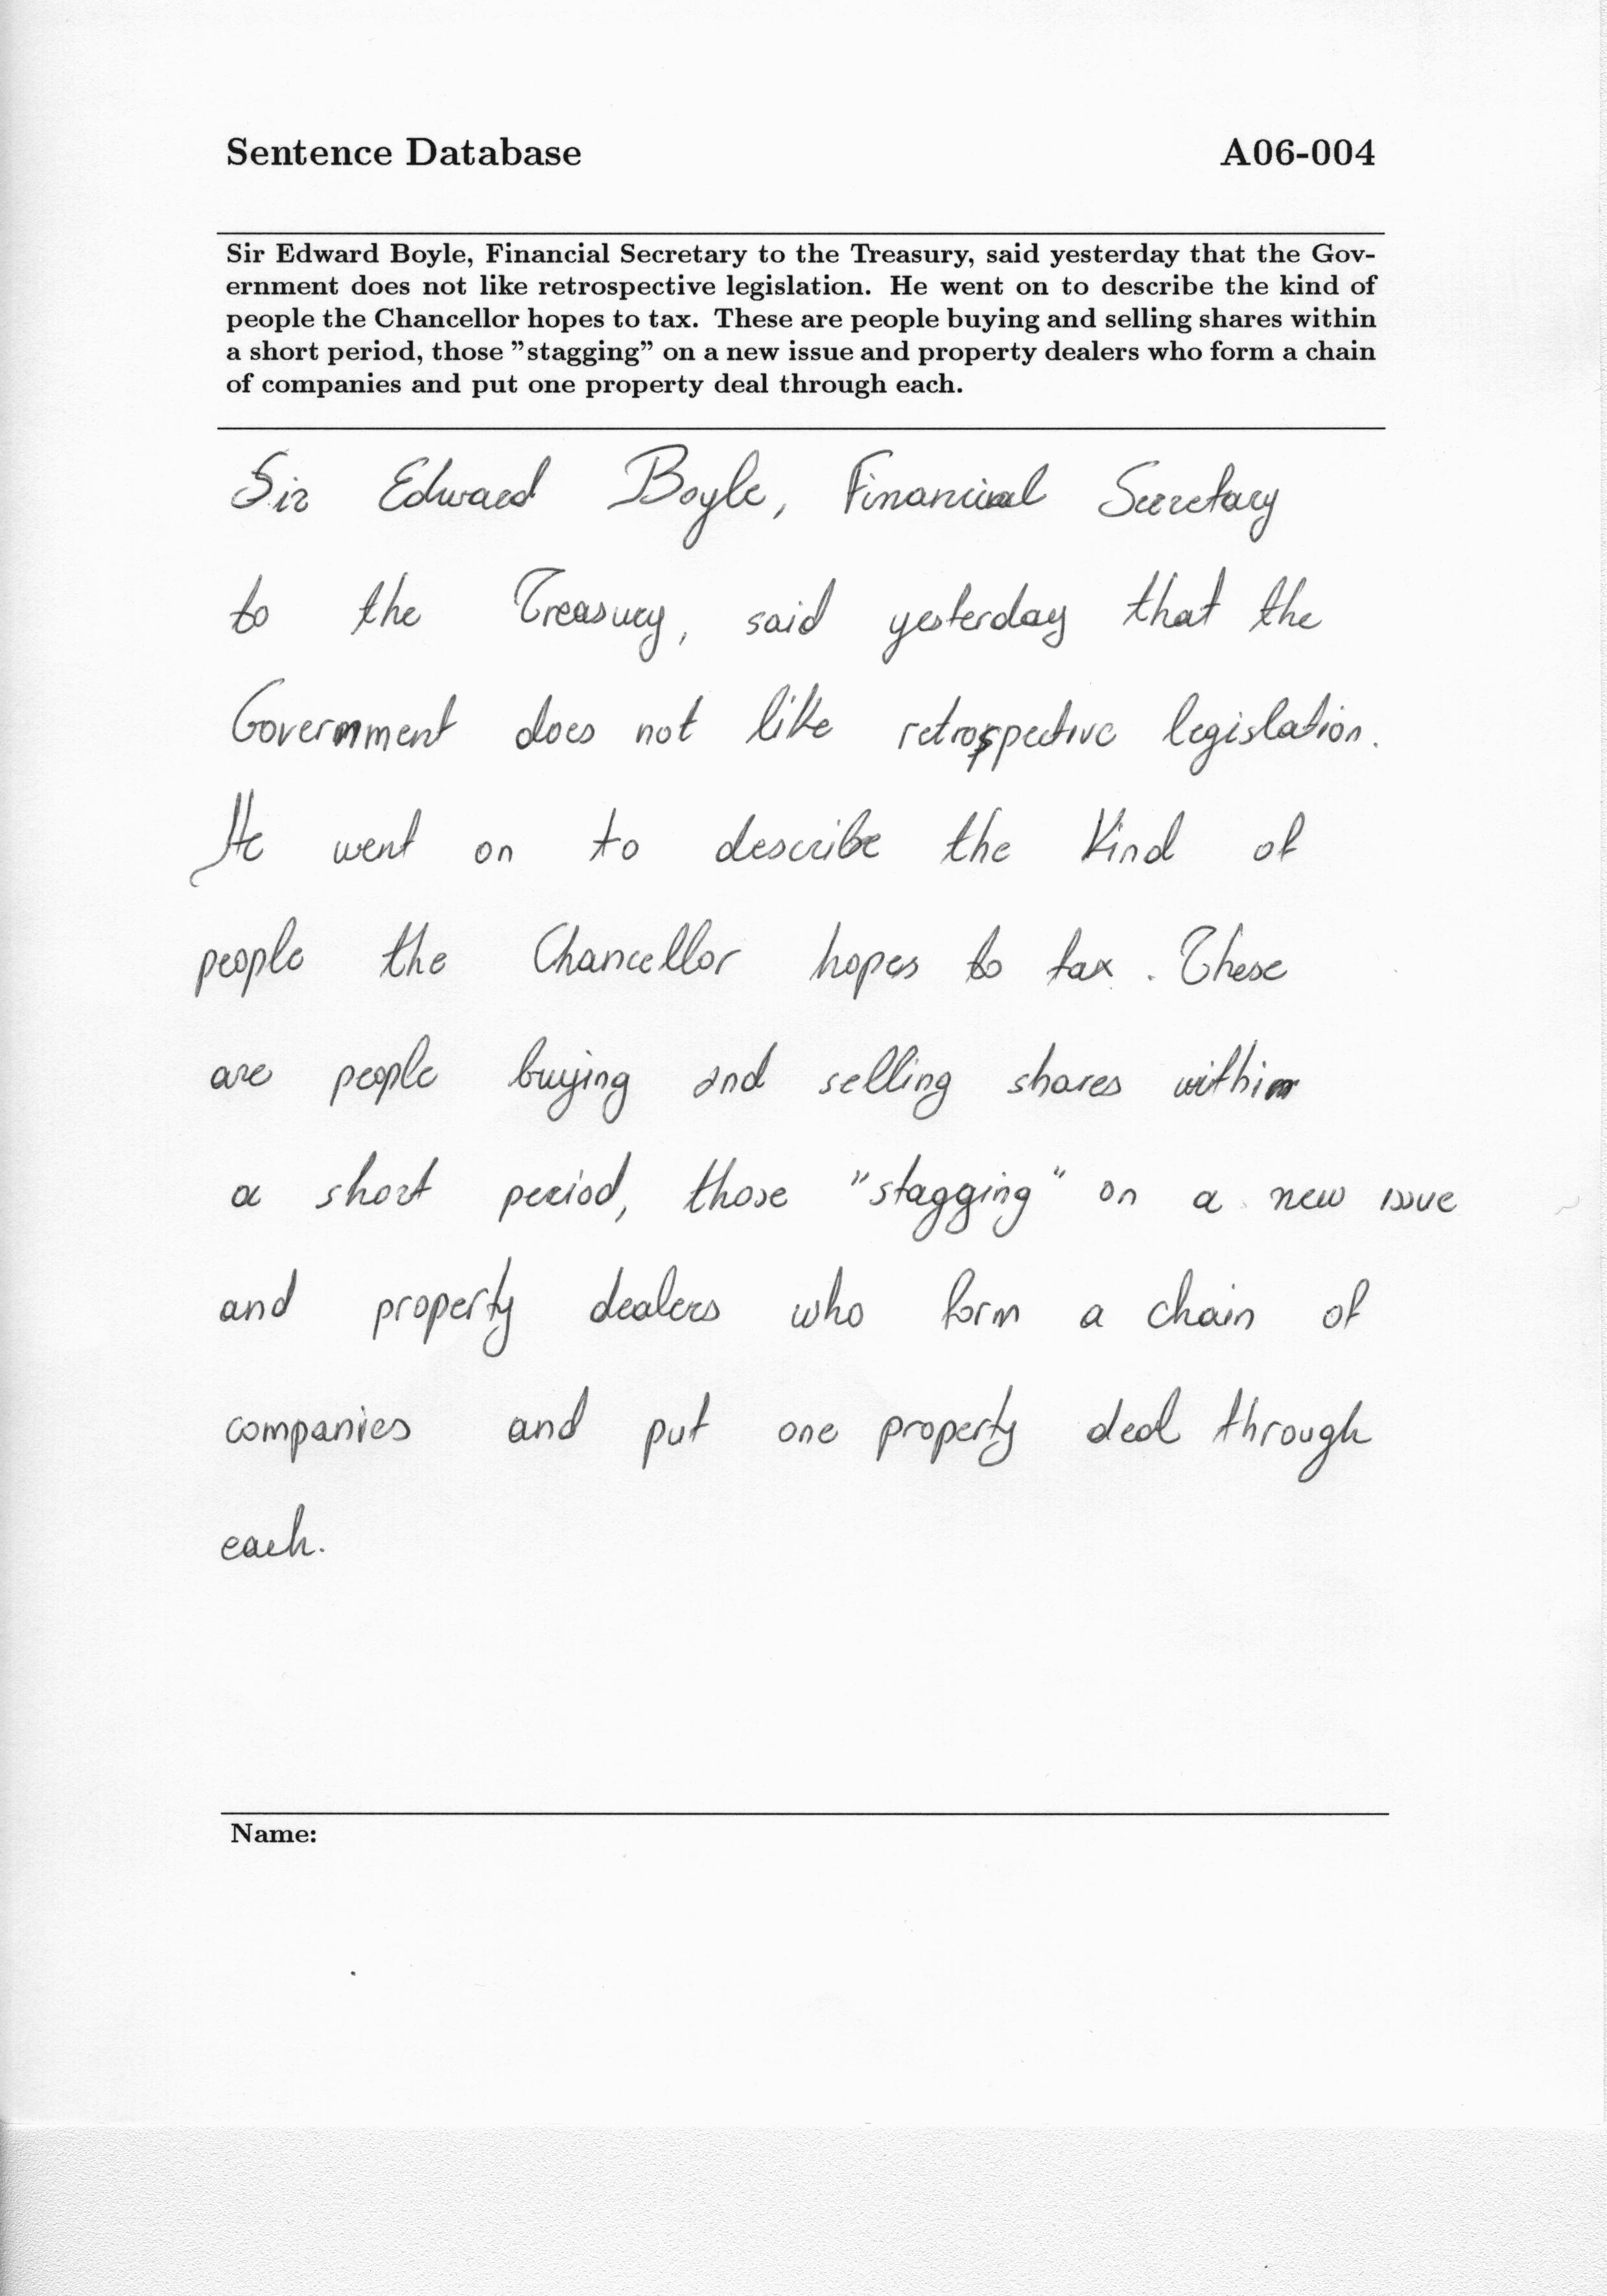 Sentence Database A06-004
Sir Edward Boyle, Financial Secretary to the Treasury, said yesterday that the Gov-
ernment does not like retrospective legislation. He went on to describe the kind of
people the Chancellor hopes to tax. These are people buying and selling shares within
a short period, those ”stagging” on a new issue and property dealers who form a chain
of companies and put one property deal through each.
Sir Edward Boyle, Financial Secretary
to the Treasury, said yesterday that the
Government does not like retrospective legislation.
He went on to describe the kind of
people the Chancellor hopes to tax. These
are people buying and selling shares within
a short period, those "stagging" on a new issue
and property dealers who form a chain of
companies and put one property deal through
each.
Name: